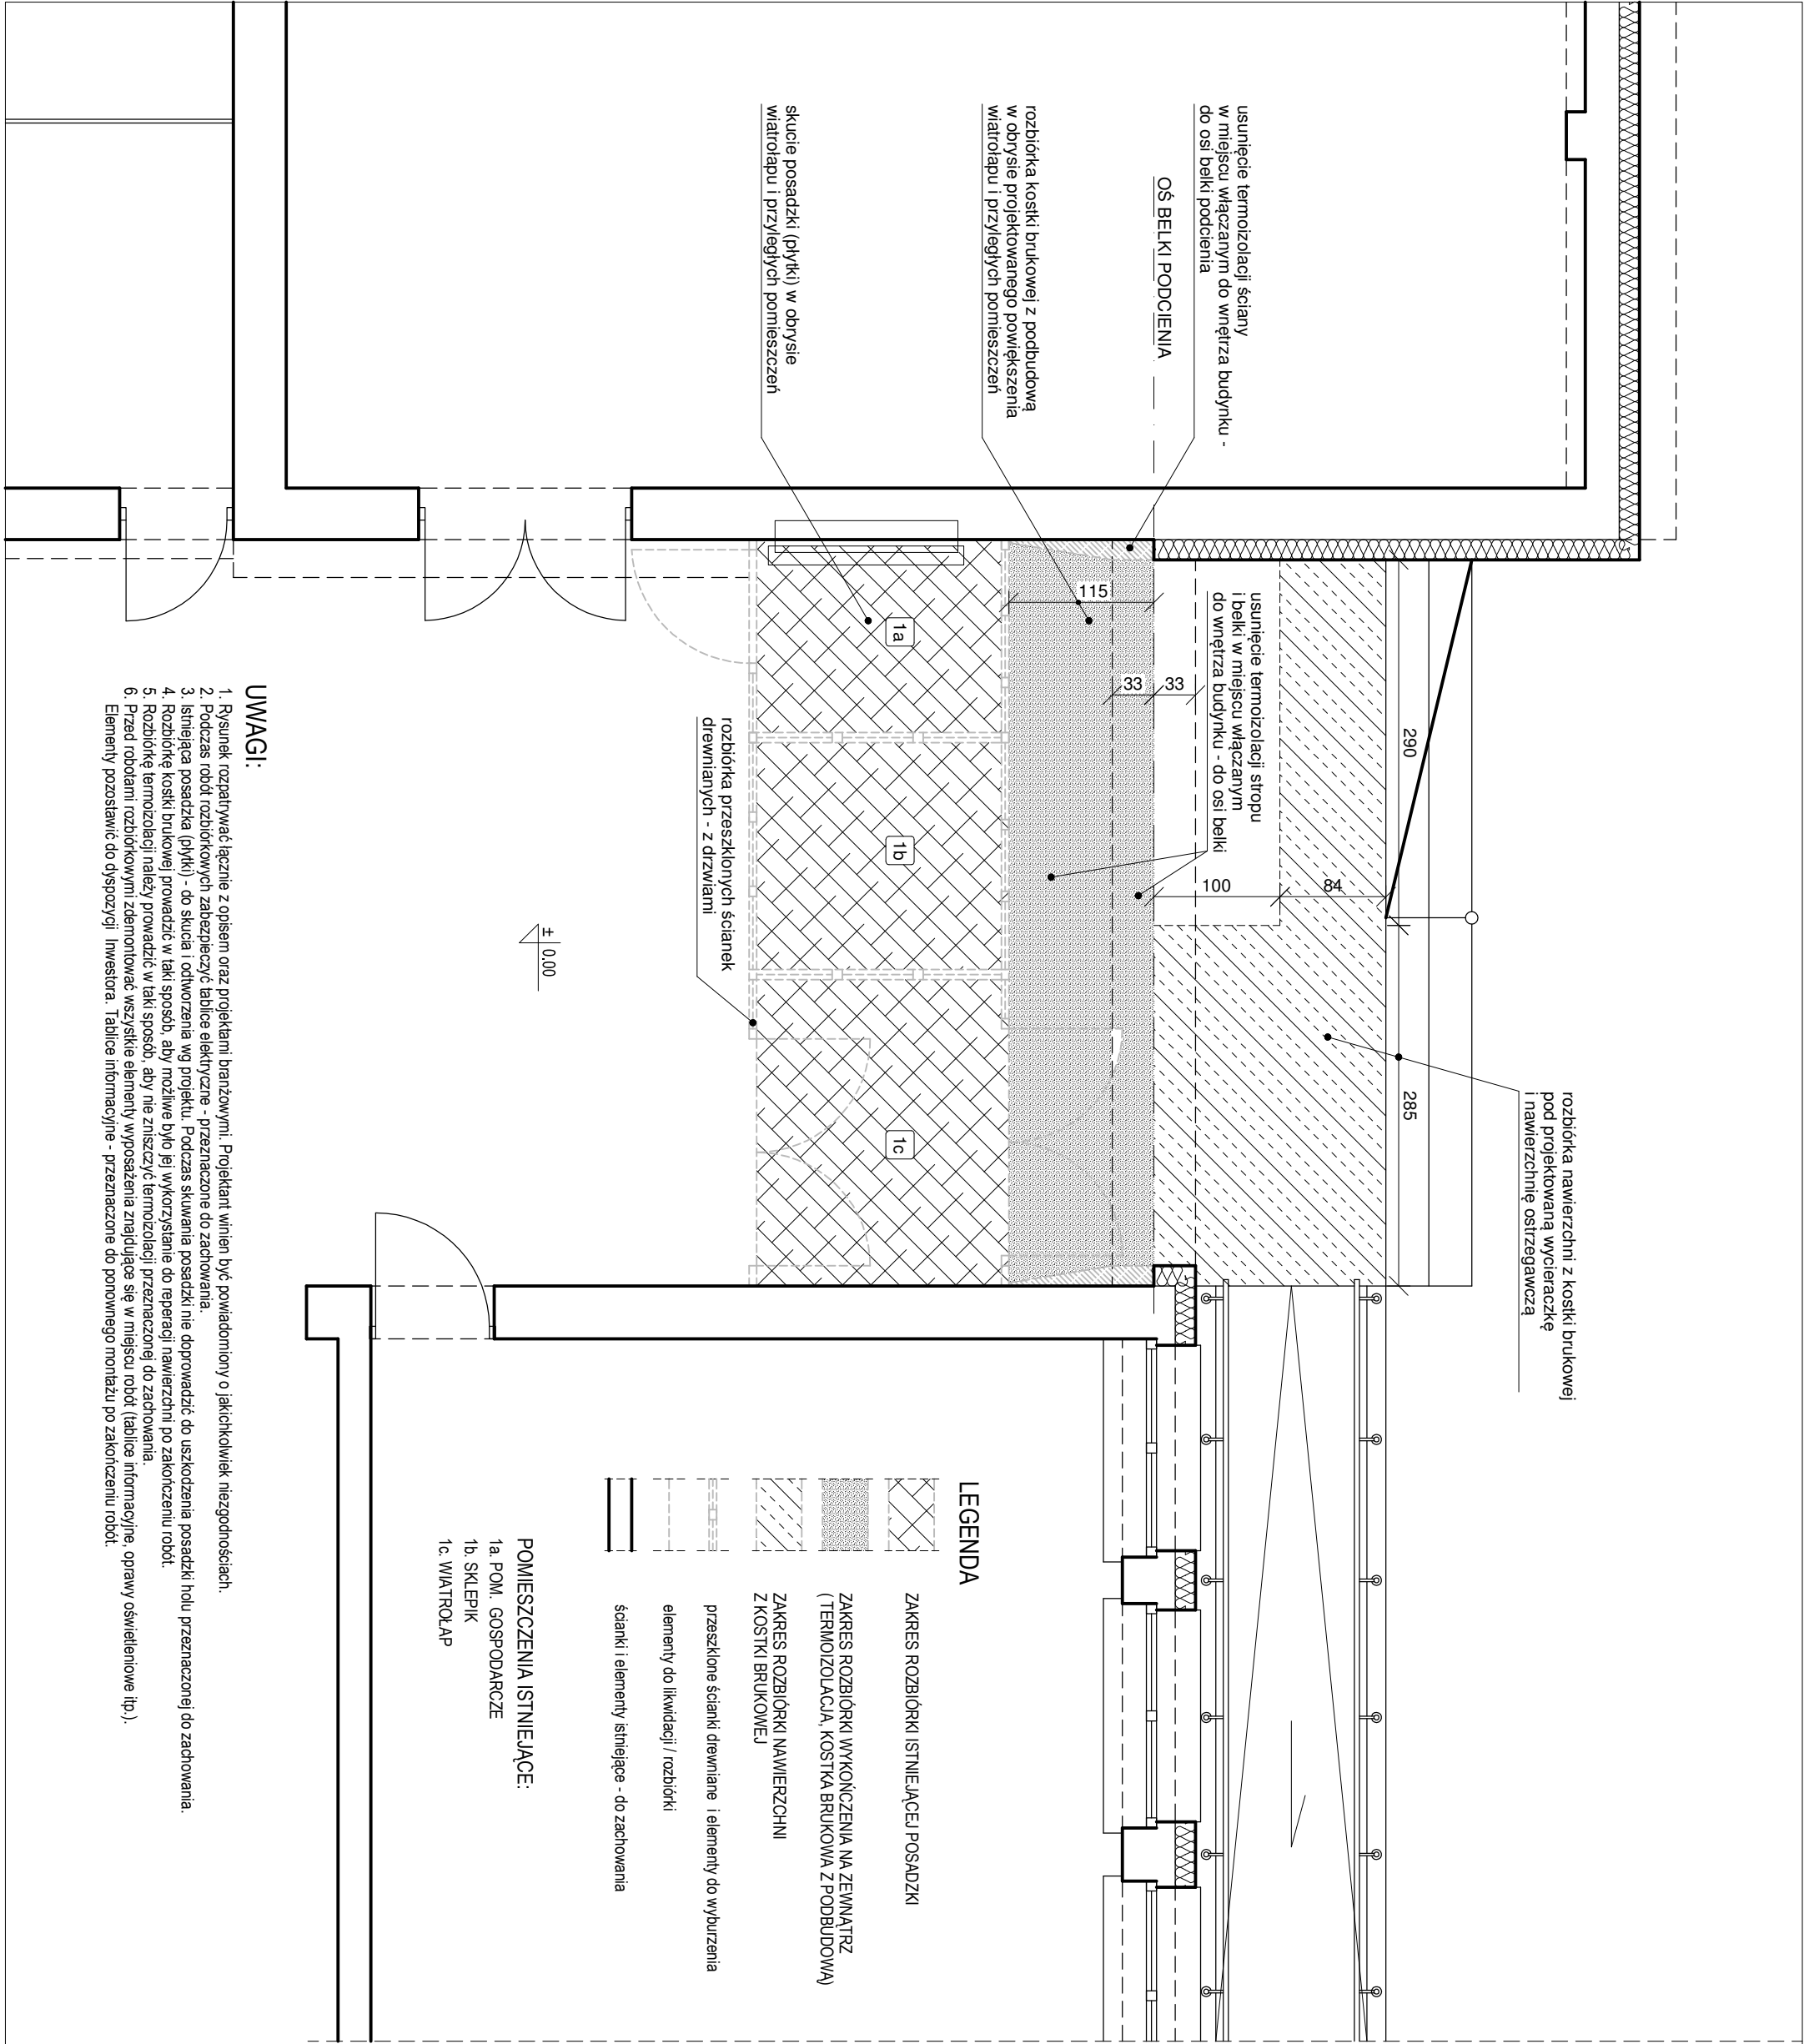 rozbiórka nawierzchni z kostki brukowej
pod projektowaną wycieraczkę
i nawierzchnię ostrzegawczą
290
285
84
100
usunięcie termoizolacji ściany
w miejscu włączanym do wnętrza budynku -
do osi belki podcienia
OŚ BELKI PODCIENIA
usunięcie termoizolacji stropu
i belki w miejscu włączanym
do wnętrza budynku - do osi belki
33
33
115
rozbiórka kostki brukowej z podbudową
w obrysie projektowanego powiększenia
wiatrołapu i przyległych pomieszczeń
1a
1b
1c
skucie posadzki (płytki) w obrysie
wiatrołapu i przyległych pomieszczeń
rozbiórka przeszklonych ścianek
drewnianych - z drzwiami
± 0.00
LEGENDA
ZAKRES ROZBIÓRKI ISTNIEJĄCEJ POSADZKI
ZAKRES ROZBIÓRKI WYKOŃCZENIA NA ZEWNĄTRZ
( TERMOIZOLACJA, KOSTKA BRUKOWA Z PODBUDOWĄ)
ZAKRES ROZBIÓRKI NAWIERZCHNI
Z KOSTKI BRUKOWEJ
przeszklone ścianki drewniane i elementy do wyburzenia
elementy do likwidacji / rozbiórki
ścianki i elementy istniejące - do zachowania
POMIESZCZENIA ISTNIEJĄCE:
1a. POM. GOSPODARCZE
1b. SKLEPIK
1c. WIATROŁAP
UWAGI:
1. Rysunek rozpatrywać łącznie z opisem oraz projektami branżowymi. Projektant winien być powiadomiony o jakichkolwiek niezgodnościach.
2. Podczas robót rozbiórkowych zabezpieczyć tablice elektryczne - przeznaczone do zachowania.
3. Istniejąca posadzka (płytki) - do skucia i odtworzenia wg projektu. Podczas skuwania posadzki nie doprowadzić do uszkodzenia posadzki holu przeznaczonej do zachowania.
4. Rozbiórkę kostki brukowej prowadzić w taki sposób, aby możliwe było jej wykorzystanie do reperacji nawierzchni po zakończeniu robót.
5. Rozbiórkę termoizolacji należy prowadzić w taki sposób, aby nie zniszczyć termoizolacji przeznaczonej do zachowania.
6. Przed robotami rozbiórkowymi zdemontować wszystkie elementy wyposażenia znajdujące się w miejscu robót (tablice informacyjne, oprawy oświetleniowe itp.).
Elementy pozostawić do dyspozycji Inwestora. Tablice informacyjne - przeznaczone do ponownego montażu po zakończeniu robót.